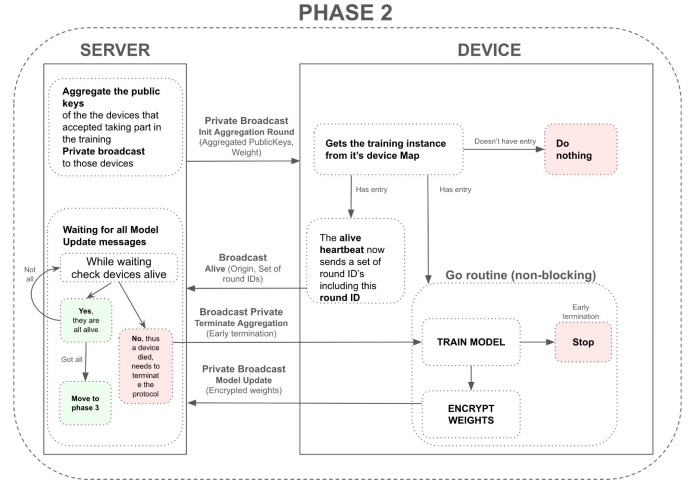 PHASE 2
SERVER
DEVICE
Aggregate the public
keys
of the the devices that
accepted taking part in
the training
Private broadcast
to those devices
Private Broadcast
Init Aggregation Round
(Aggregated PublicKeys,
Weight)
Gets the training instance
from it's device Map
Doesn't have entry
Do
nothing
Has entry
Has entry
The alive
heartbeat now
sends a set of
round ID's
including this
round ID
Waiting for all Model
Update messages
While waiting
check devices alive
Not
all
Yes,
they are
all alive
No, thus
a device
died,
needs to
terminat
e the
protocol
Got all
Move to
phase 3
Broadcast
Alive (Origin, Set of
round IDs)
Broadcast Private
Terminate Aggregation
(Early termination)
Private Broadcast
Model Update
(Encrypted weights)
Go routine (non-blocking)
TRAIN MODEL
Early
termination
Stop
ENCRYPT
WEIGHTS